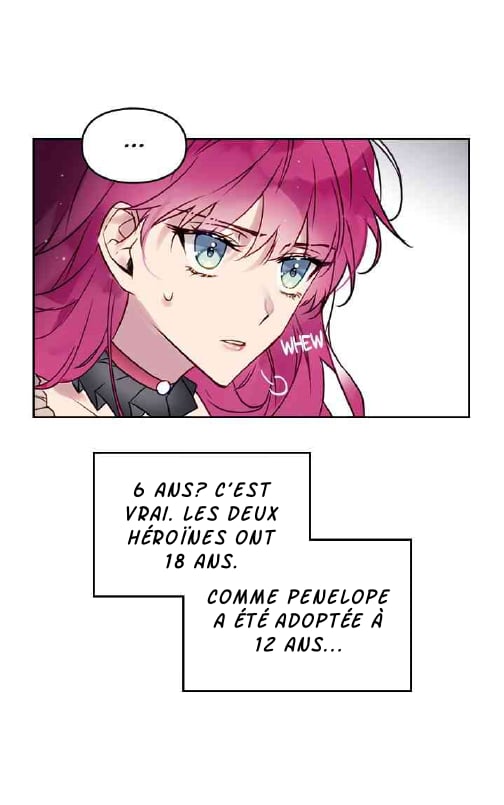 ...
WHEW
6 ANS? C'EST
VRAI. LES DEUX
HÉROÏNES ONT
18 ANS.
COMME PENELOPE
A ÉTÉ ADOPTÉE À
12 ANS...